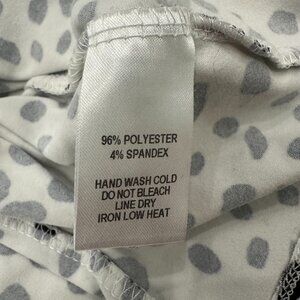 96% POLYESTER
4% SPANDEX
HAND WASH COLD
DO NOT BLEACH
LINE DRY
IRON LOW HEAT